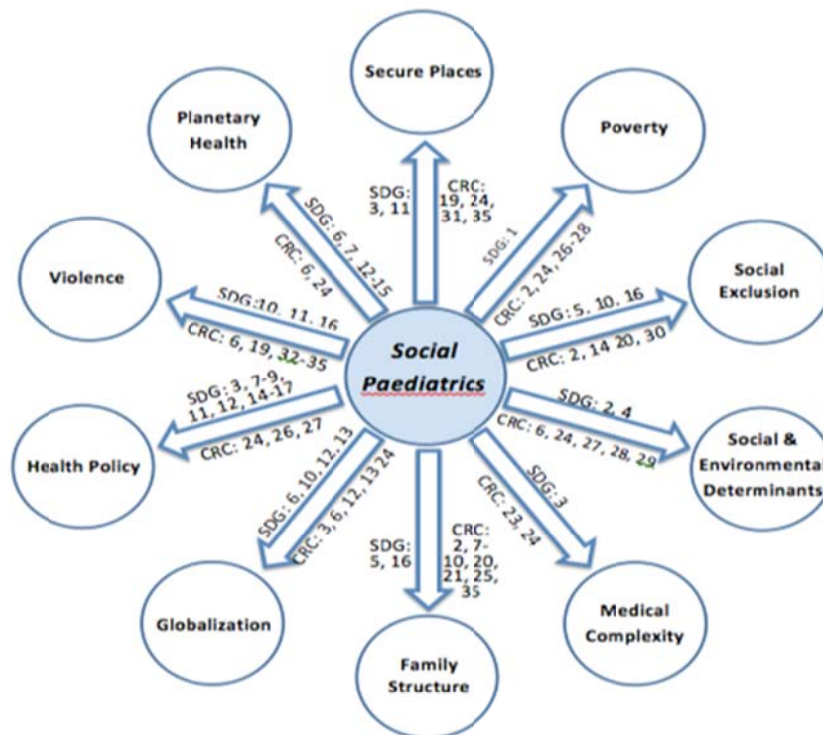 Secure Places
Planetary
Health
Poverty
SDG:
3, 11
CRC:
19, 24,
31, 35
SDG: 6, 7, 12-15
CRC: 6, 24
SDG: 1
CRC: 2, 24, 26-28
Violence
Social
Exclusion
SDG:10. 11. 16
CRC: 6, 19, 32-35
SDG: 5. 10. 16
CRC: 2, 14 20, 30
Social
Paediatrics
SDG: 3, 7-9,
11, 12, 14-17
CRC: 24, 26, 27
SDG: 2, 4
CRC: 6, 24, 27, 28, 29
Health Policy
Social &
Environmental
Determinants
SDG: 6, 10, 12, 13
CRC: 3, 6, 12, 13 24
SDG: 3
CRC: 23, 24
SDG:
5, 16
CRC:
2, 7-
10, 20,
21, 25,
35
Globalization
Medical
Complexity
Family
Structure